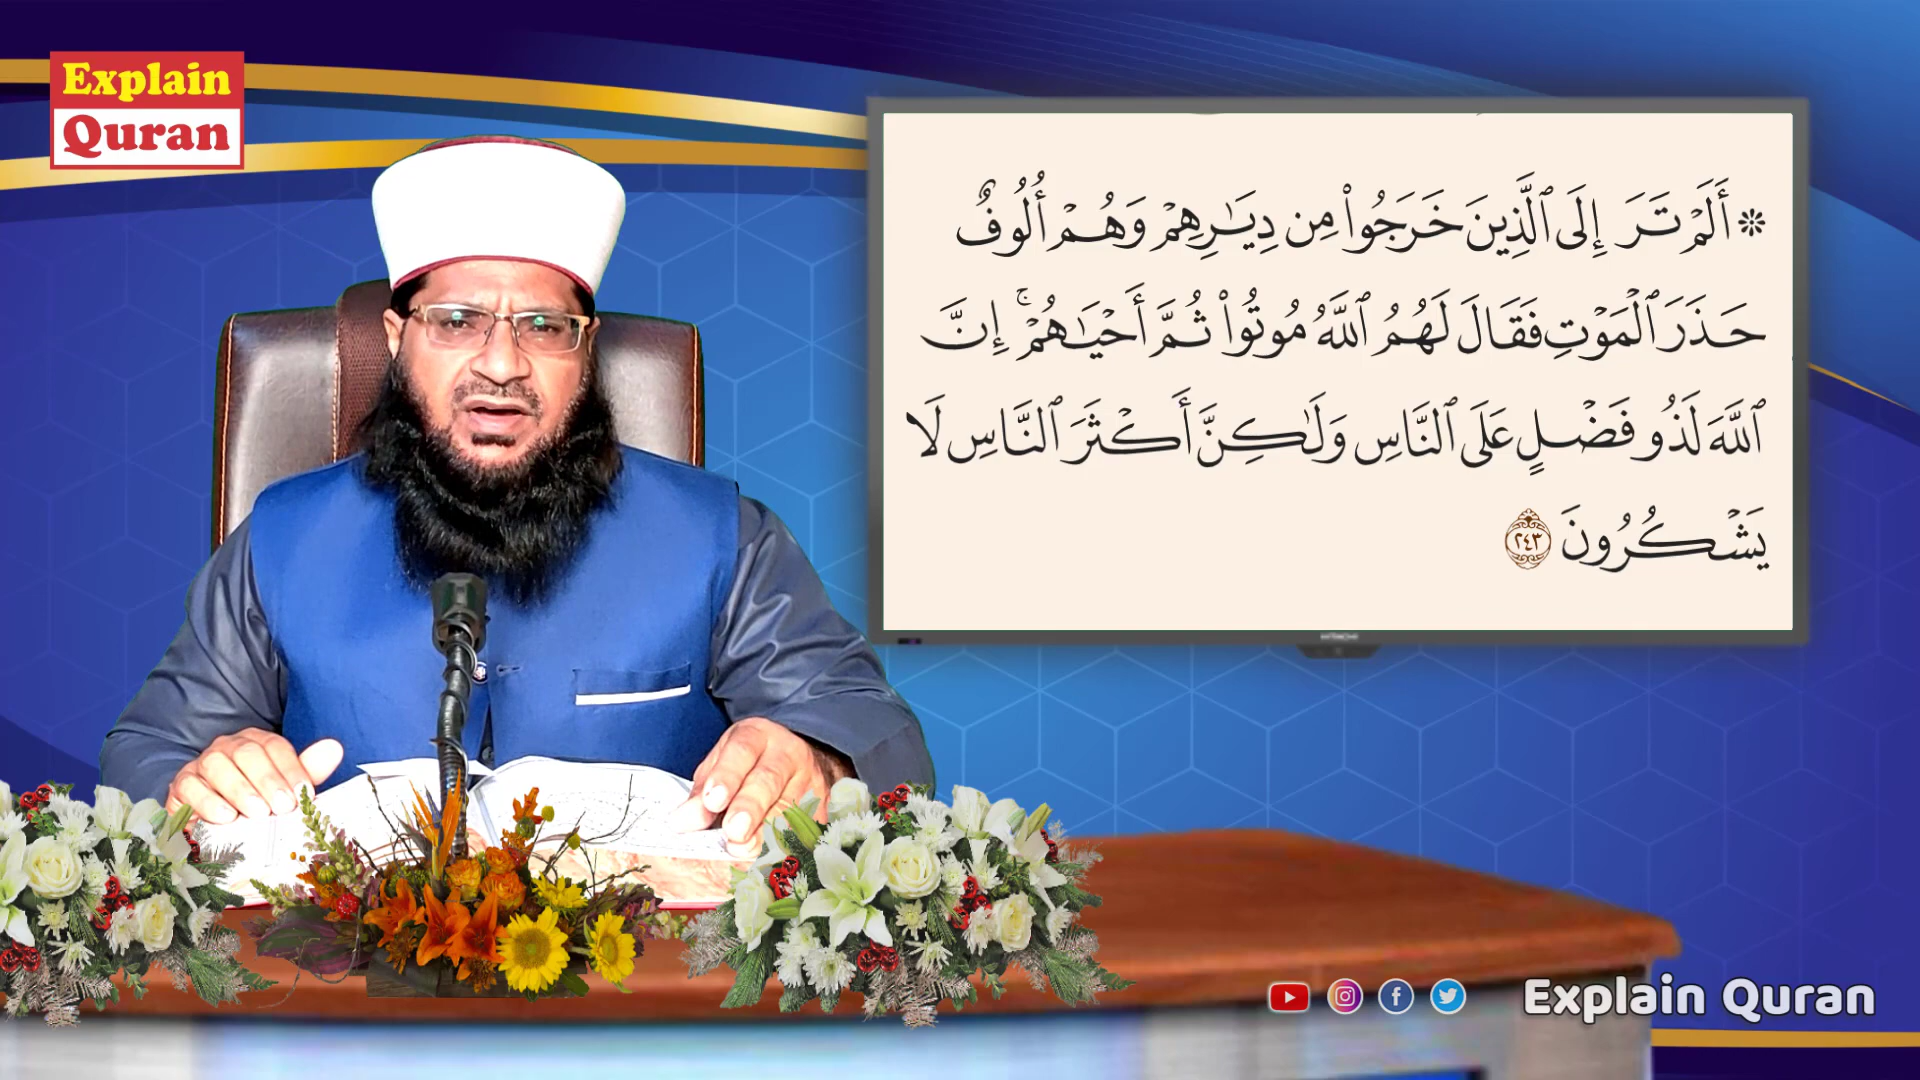 Explain
Quran
۞ أَلَمْ تَرَ إِلَى ٱلَّذِينَ خَرَجُوا۟ مِن دِيَـٰرِهِمْ وَهُمْ أُلُوفٌ
حَذَرَ ٱلْمَوْتِ فَقَالَ لَهُمُ ٱللَّهُ مُوتُوا۟ ثُمَّ أَحْيَـٰهُمْ ۚ إِنَّ
ٱللَّهَ لَذُو فَضْلٍ عَلَى ٱلنَّاسِ وَلَـٰكِنَّ أَكْثَرَ ٱلنَّاسِ لَا
يَشْكُرُونَ ٢٤٣
HITACHI
Explain Quran